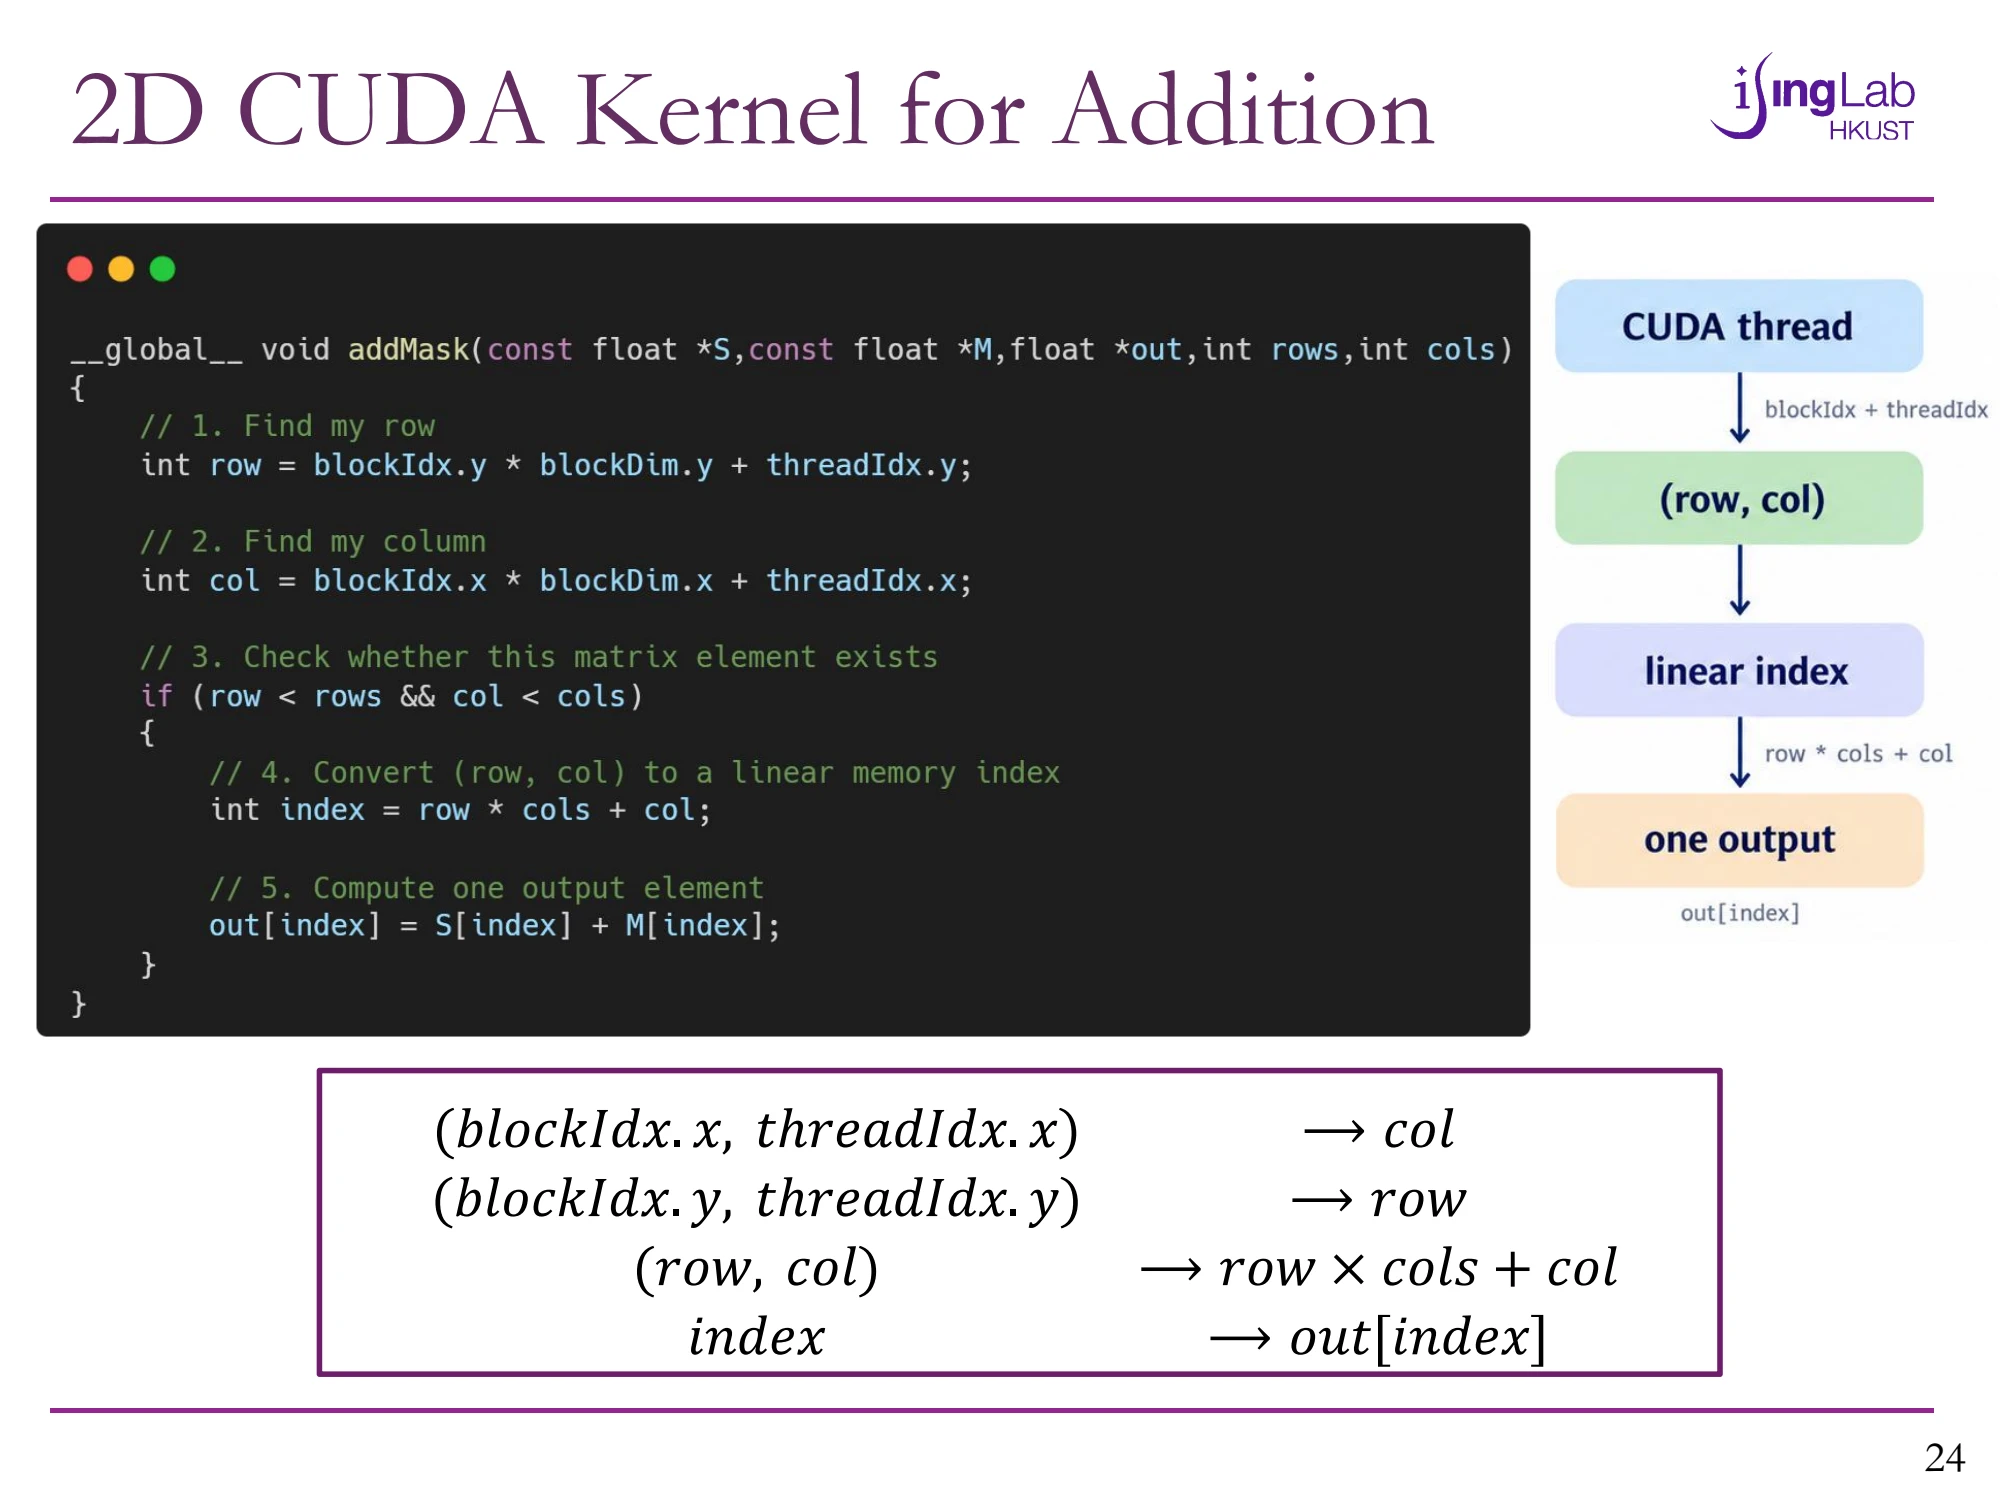 2D CUDA Kernel for Addition
isingLab
HKUST
__global__ void addMask(const float *S,const float *M,float *out,int rows,int cols)
{
    // 1. Find my row
    int row = blockIdx.y * blockDim.y + threadIdx.y;

    // 2. Find my column
    int col = blockIdx.x * blockDim.x + threadIdx.x;

    // 3. Check whether this matrix element exists
    if (row < rows && col < cols)
    {
        // 4. Convert (row, col) to a linear memory index
        int index = row * cols + col;

        // 5. Compute one output element
        out[index] = S[index] + M[index];
    }
}
CUDA thread
blockIdx + threadIdx
(row, col)
linear index
row * cols + col
one output
out[index]
(blockIdx.x, threadIdx.x) ⟶ col
(blockIdx.y, threadIdx.y) ⟶ row
(row, col) ⟶ row × cols + col
index ⟶ out[index]
24